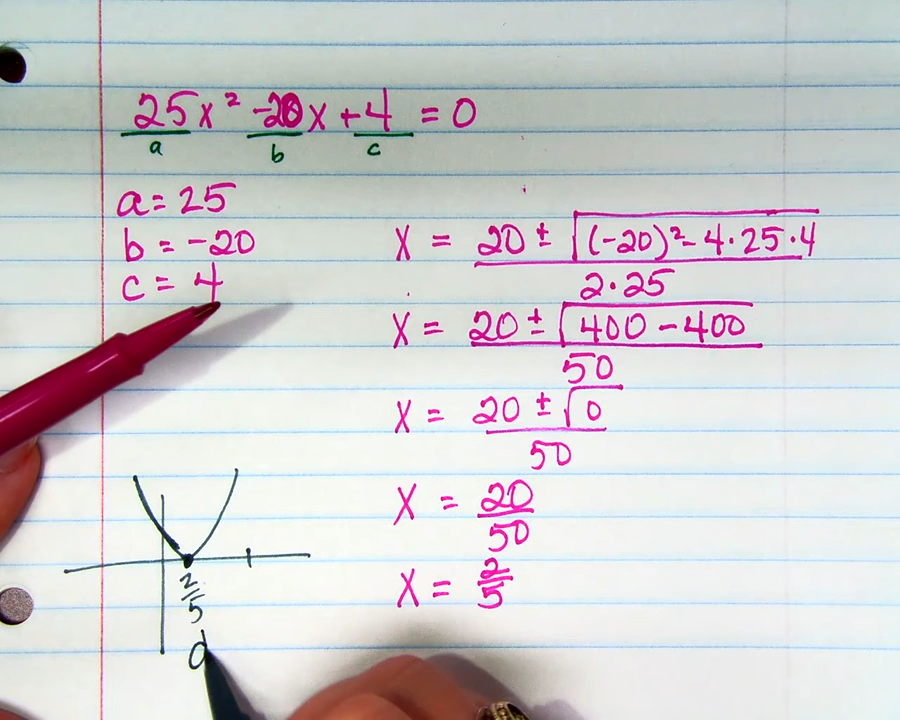 25x² -20x + 4 = 0
a b c
a = 25
b = -20
c = 4
x = 20 ± √(-20)² - 4·25·4 / 2·25
x = 20 ± √400 - 400 / 50
x = 20 ± √0 / 50
x = 20/50
x = 2/5
2/5
d